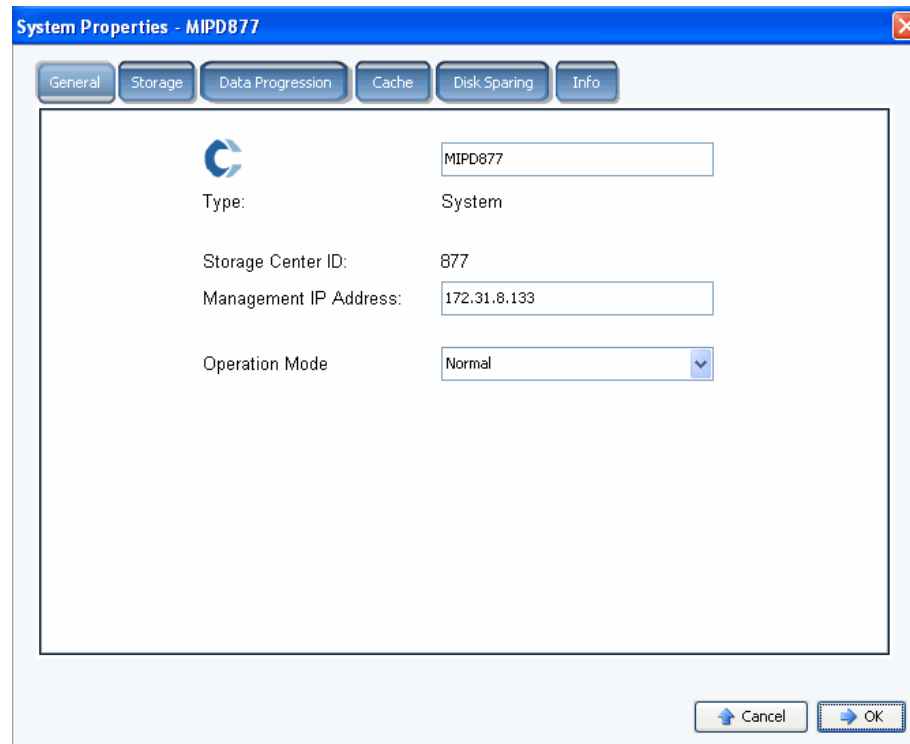 System Properties - MIPD877
General Storage Data Progression Cache Disk Sparing Info
MIPD877
Type: System
Storage Center ID: 877
Management IP Address: 172.31.8.133
Operation Mode Normal
Cancel OK